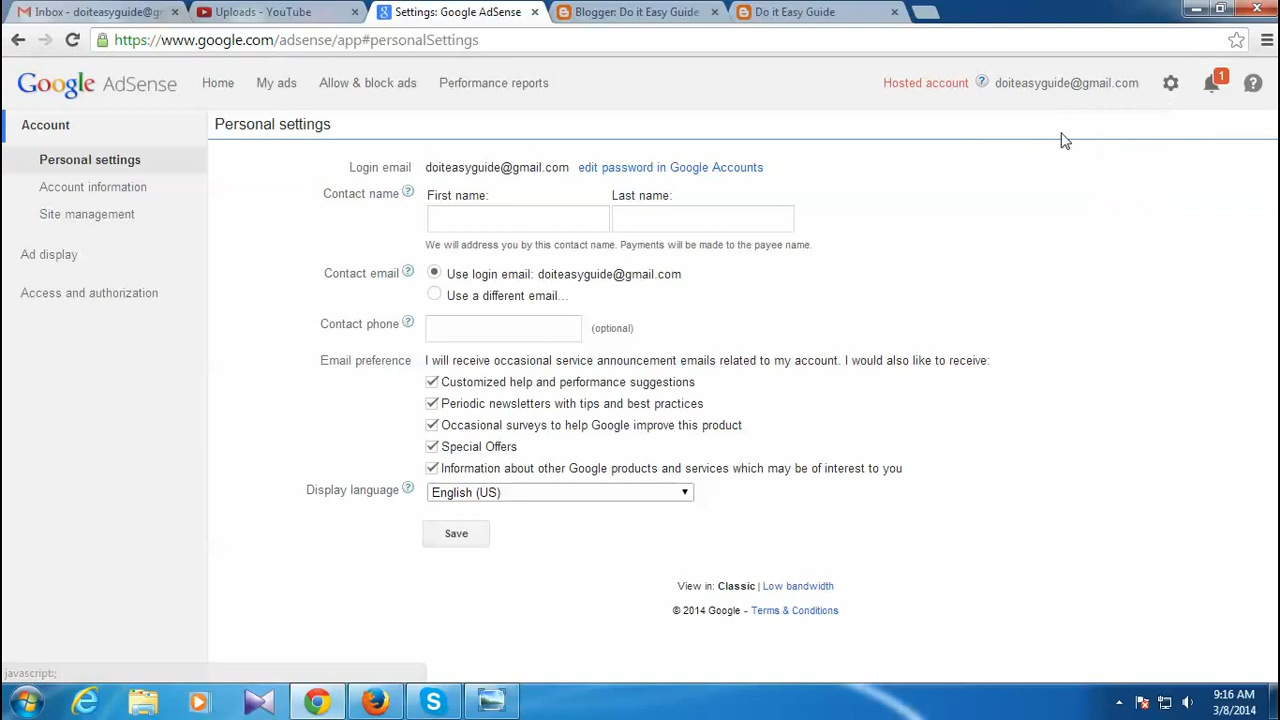 Inbox - doiteasyguide@g
Uploads - YouTube
Settings: Google AdSense
Blogger: Do it Easy Guide
Do it Easy Guide
https://www.google.com/adsense/app#personalSettings
Google AdSense
Home
My ads
Allow & block ads
Performance reports
Hosted account ?
doiteasyguide@gmail.com
1
?
Account
Personal settings
Account information
Site management
Ad display
Access and authorization
Personal settings
Login email doiteasyguide@gmail.com edit password in Google Accounts
Contact name ? First name: Last name:
We will address you by this contact name. Payments will be made to the payee name.
Contact email ? Use login email: doiteasyguide@gmail.com
Use a different email...
Contact phone ? (optional)
Email preference I will receive occasional service announcement emails related to my account. I would also like to receive:
Customized help and performance suggestions
Periodic newsletters with tips and best practices
Occasional surveys to help Google improve this product
Special Offers
Information about other Google products and services which may be of interest to you
Display language ? English (US)
Save
View in: Classic | Low bandwidth
© 2014 Google - Terms & Conditions
javascript:;
9:16 AM
3/8/2014